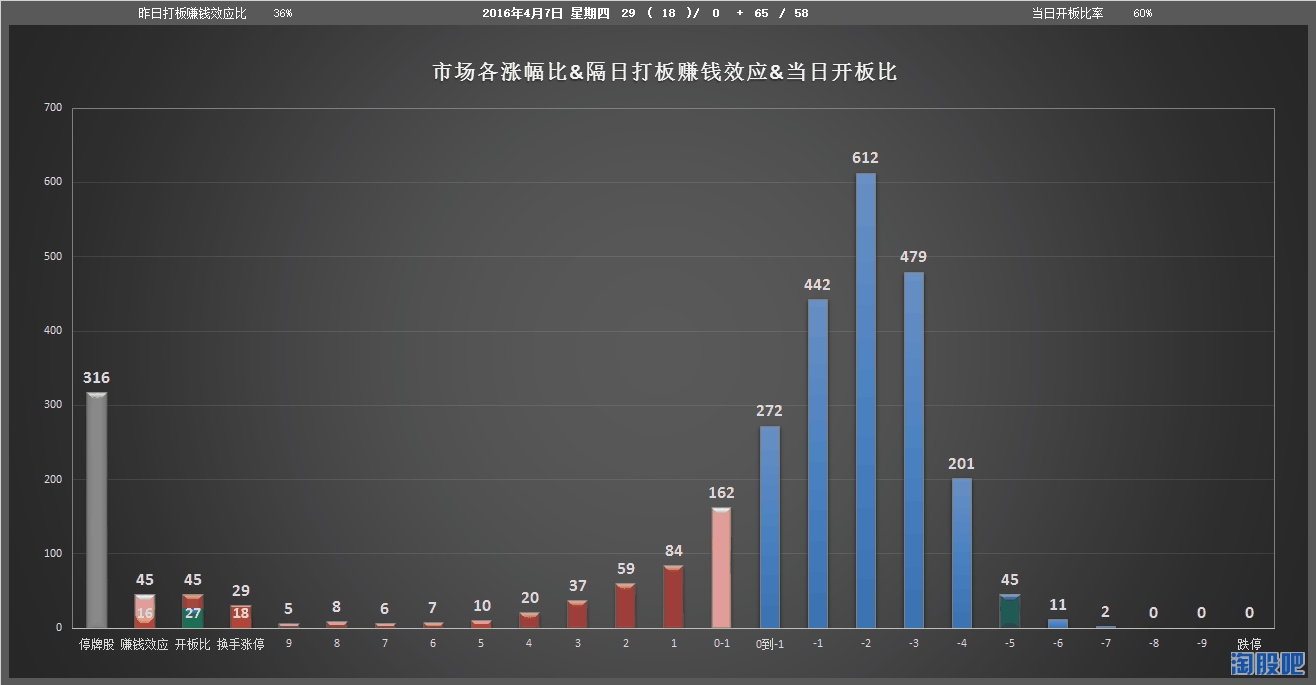 昨日打板赚钱效应比 36% 2016年4月7日 星期四 29 ( 18 )/ 0 + 65 / 58 当日开板比率 60%
市场各涨幅比&隔日打板赚钱效应&当日开板比
700
600
500
400
300
200
100
0
316 45 45 29 5 8 6 7 10 20 37 59 84 162 272 442 612 479 201 45 11 2 0 0 0
16 27 18
停牌股 赚钱效应 开板比 换手涨停 9 8 7 6 5 4 3 2 1 0-1 0到-1 -1 -2 -3 -4 -5 -6 -7 -8 -9 跌停
淘股吧